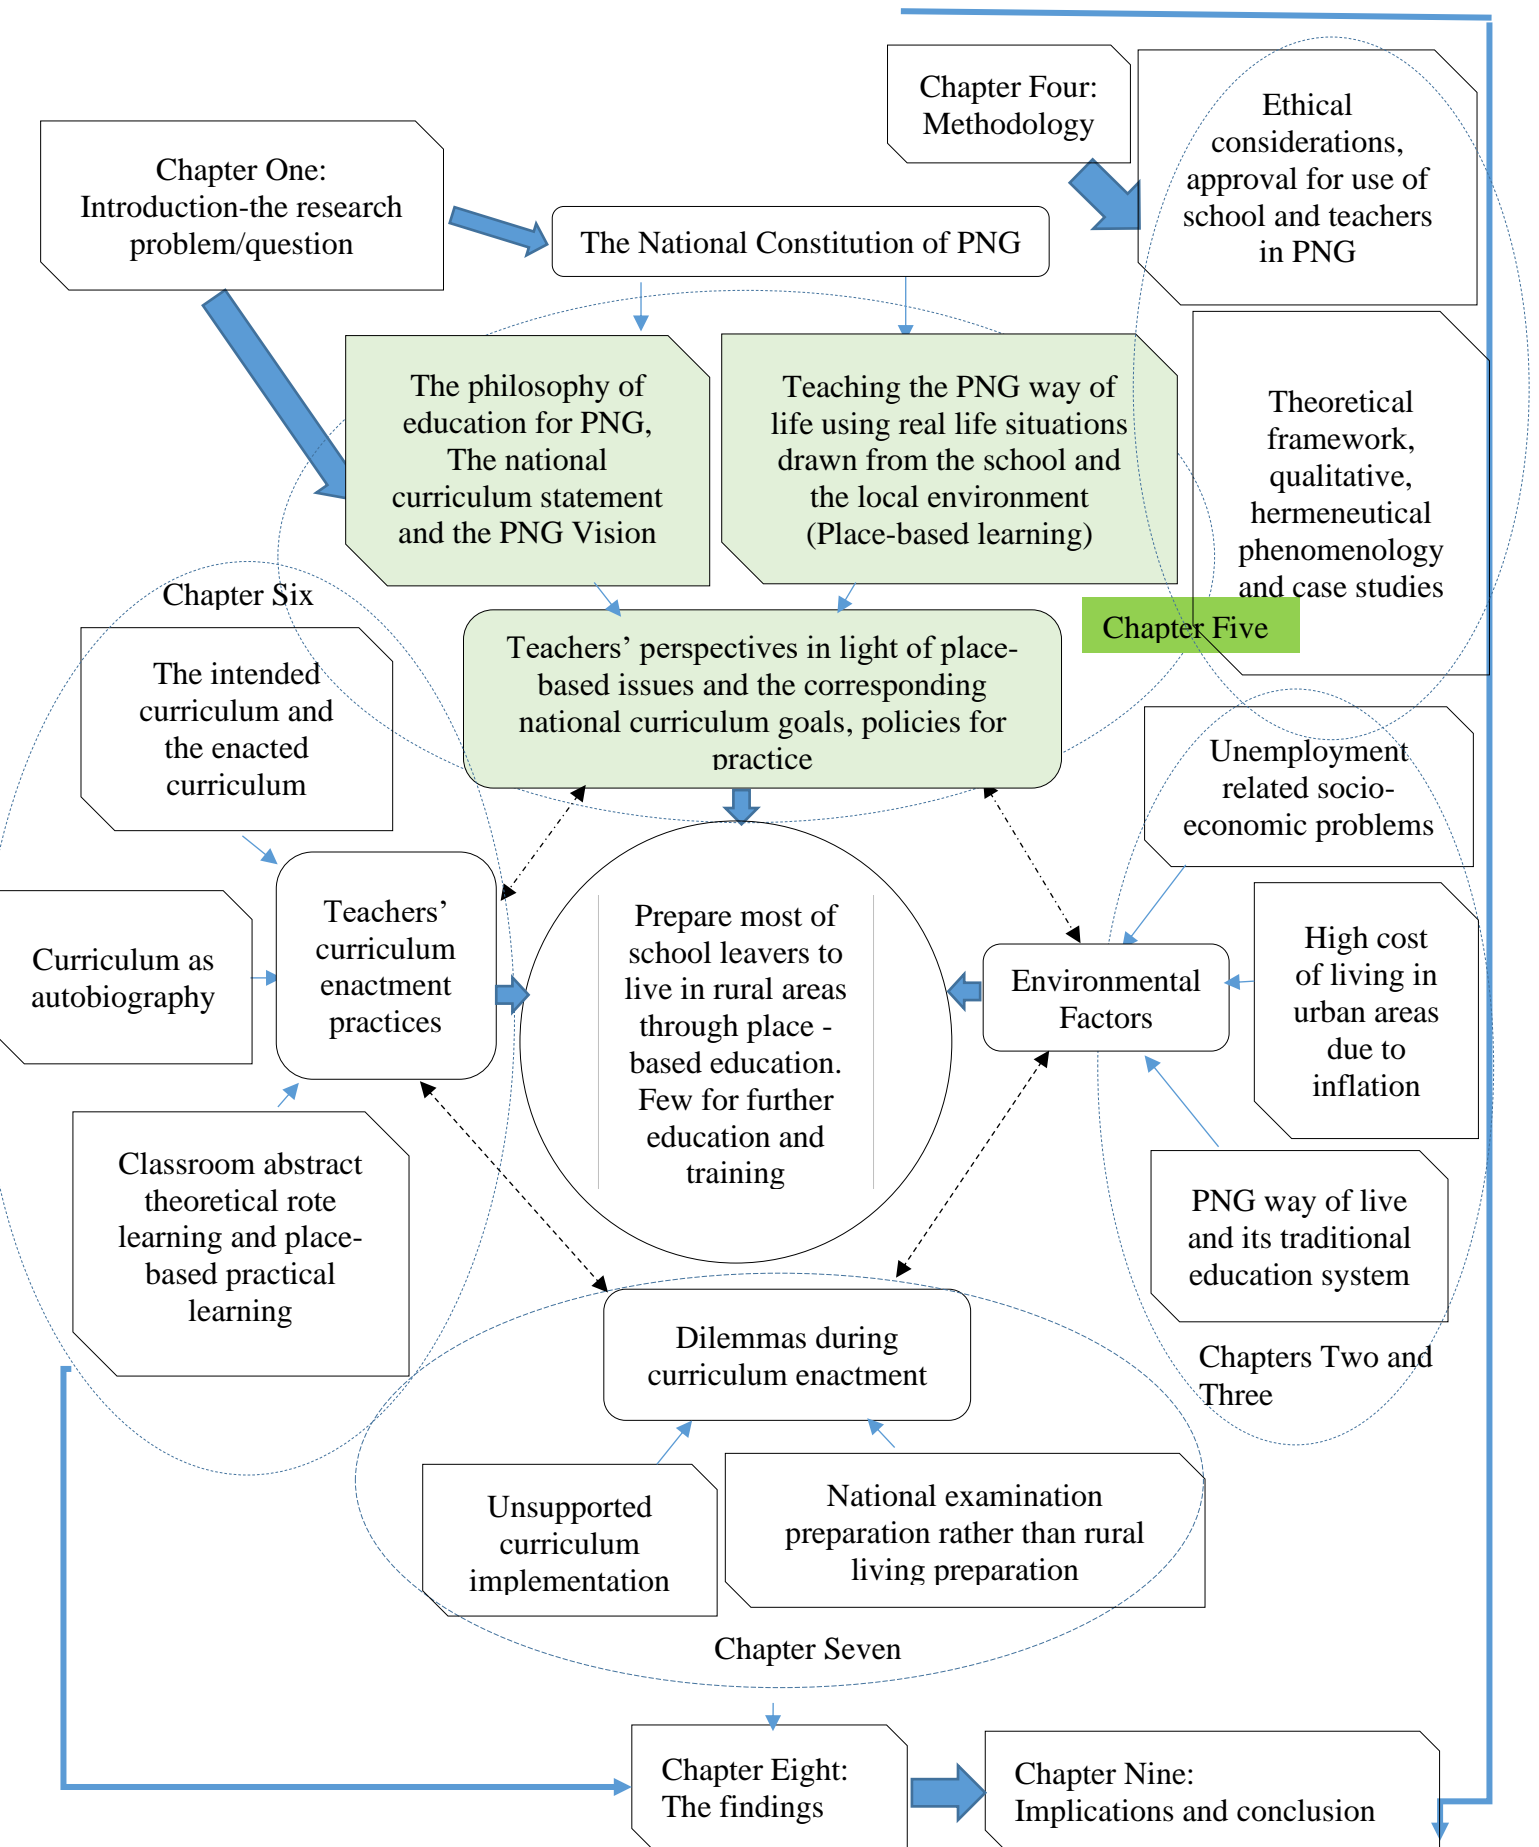 Chapter Four:
Methodology
Ethical
considerations,
approval for use of
school and teachers
in PNG
Chapter One:
Introduction-the research
problem/question
The National Constitution of PNG
The philosophy of
education for PNG,
The national
curriculum statement
and the PNG Vision
Teaching the PNG way of
life using real life situations
drawn from the school and
the local environment
(Place-based learning)
Theoretical
framework,
qualitative,
hermeneutical
phenomenology
and case studies
Chapter Six
Chapter Five
Teachers’ perspectives in light of place-
based issues and the corresponding
national curriculum goals, policies for
practice
The intended
curriculum and
the enacted
curriculum
Unemployment
related socio-
economic problems
Teachers’
curriculum
enactment
practices
Curriculum as
autobiography
Prepare most of
school leavers to
live in rural areas
through place -
based education.
Few for further
education and
training
Environmental
Factors
High cost
of living in
urban areas
due to
inflation
Classroom abstract
theoretical rote
learning and place-
based practical
learning
PNG way of live
and its traditional
education system
Chapters Two and
Three
Dilemmas during
curriculum enactment
Unsupported
curriculum
implementation
National examination
preparation rather than rural
living preparation
Chapter Seven
Chapter Eight:
The findings
Chapter Nine:
Implications and conclusion